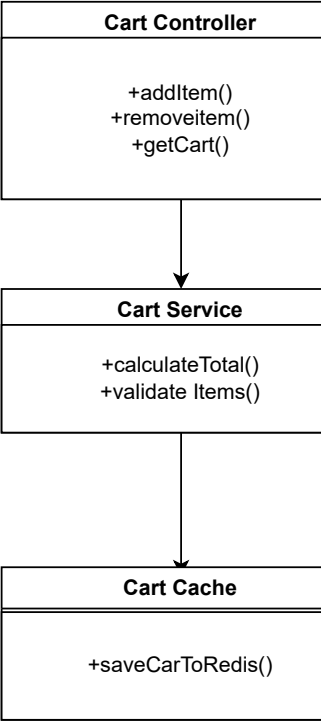 Cart Controller
+addItem()
+removeitem()
+getCart()
Cart Service
+calculateTotal()
+validate Items()
Cart Cache
+saveCarToRedis()